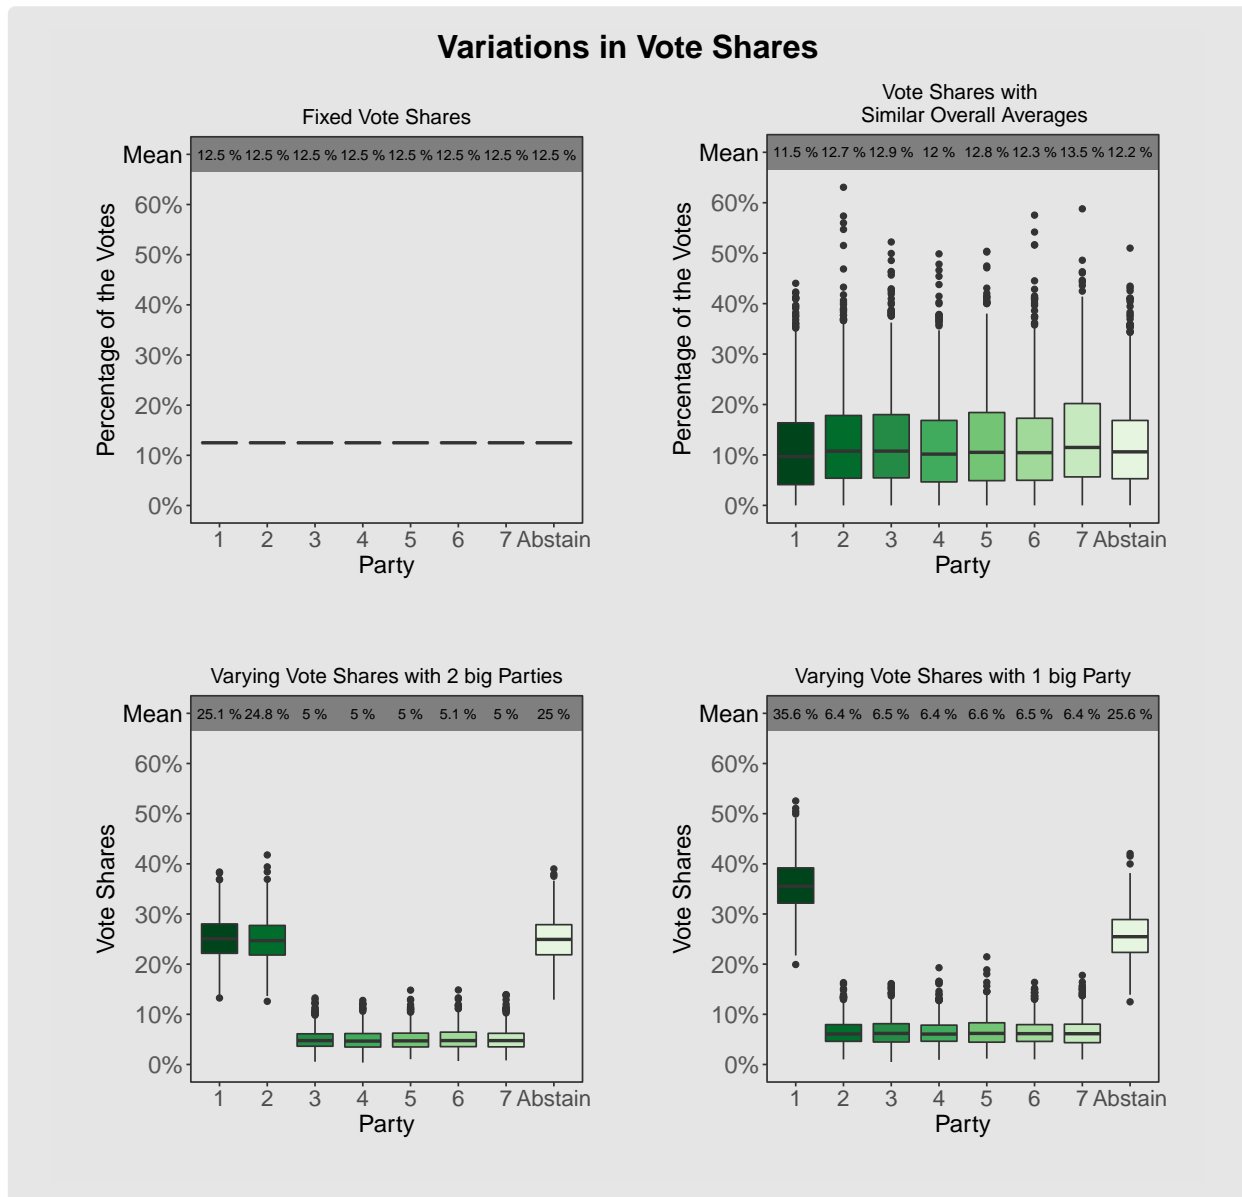 Variations in Vote Shares
Fixed Vote Shares
Mean 12.5 % 12.5 % 12.5 % 12.5 % 12.5 % 12.5 % 12.5 % 12.5 %
Percentage of the Votes
60%
50%
40%
30%
20%
10%
0%
1 2 3 4 5 6 7 Abstain
Party
Vote Shares with
Similar Overall Averages
Mean 11.5 % 12.7 % 12.9 % 12 % 12.8 % 12.3 % 13.5 % 12.2 %
Percentage of the Votes
60%
50%
40%
30%
20%
10%
0%
1 2 3 4 5 6 7 Abstain
Party
Varying Vote Shares with 2 big Parties
Mean 25.1 % 24.8 % 5 % 5 % 5 % 5.1 % 5 % 25 %
Vote Shares
60%
50%
40%
30%
20%
10%
0%
1 2 3 4 5 6 7 Abstain
Party
Varying Vote Shares with 1 big Party
Mean 35.6 % 6.4 % 6.5 % 6.4 % 6.6 % 6.5 % 6.4 % 25.6 %
Vote Shares
60%
50%
40%
30%
20%
10%
0%
1 2 3 4 5 6 7 Abstain
Party